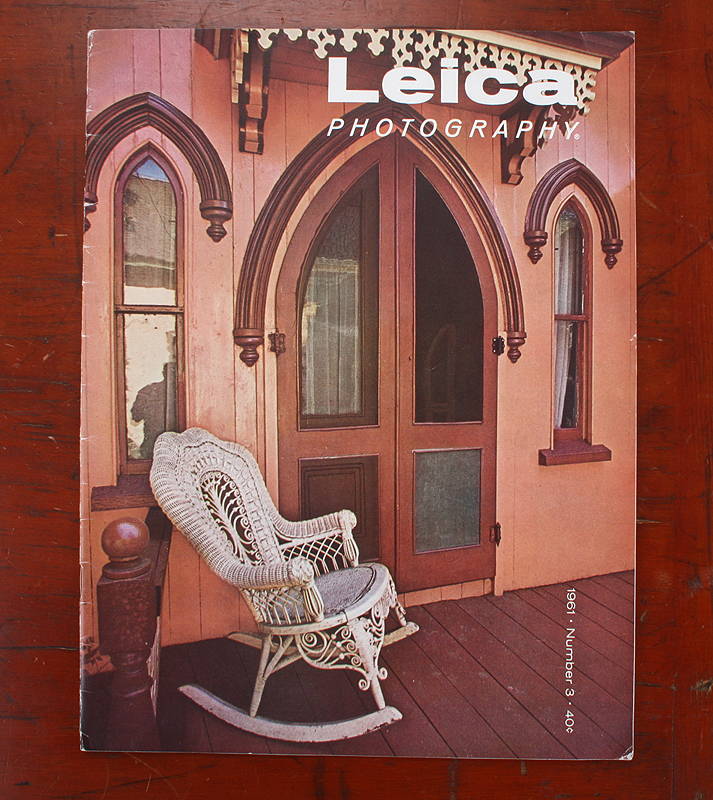 Leica
PHOTOGRAPHY®
1961 · Number 3 · 40¢